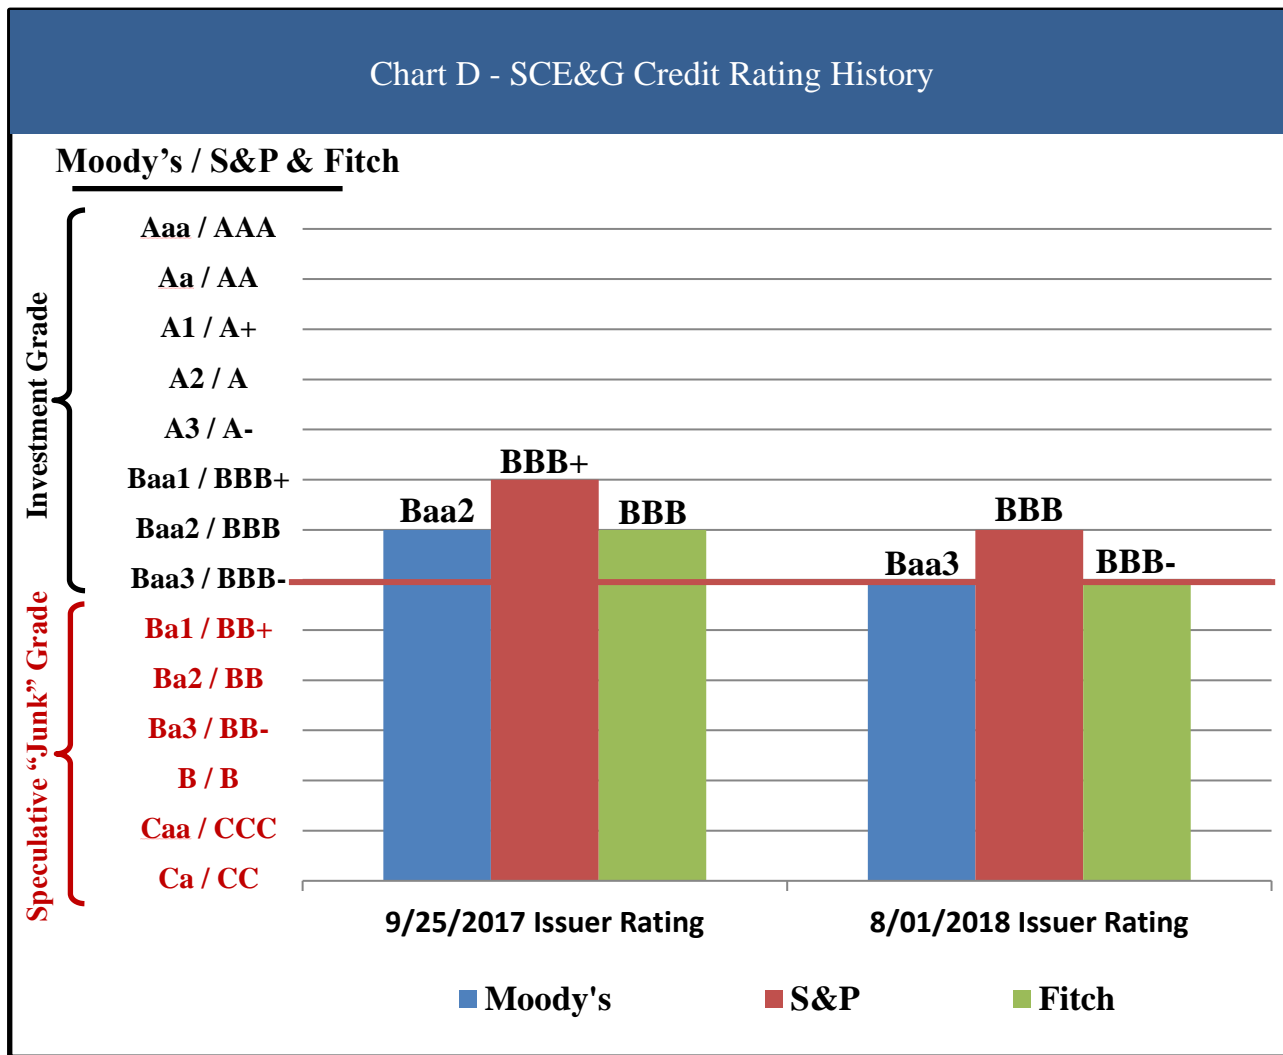 Chart D - SCE&G Credit Rating History
Moody’s / S&P & Fitch
Investment Grade
Aaa / AAA
Aa / AA
A1 / A+
A2 / A
A3 / A-
Baa1 / BBB+
Baa2 / BBB
Baa3 / BBB-
Speculative “Junk” Grade
Ba1 / BB+
Ba2 / BB
Ba3 / BB-
B / B
Caa / CCC
Ca / CC
Baa2
BBB+
BBB
Baa3
BBB
BBB-
9/25/2017 Issuer Rating
8/01/2018 Issuer Rating
Moody's
S&P
Fitch